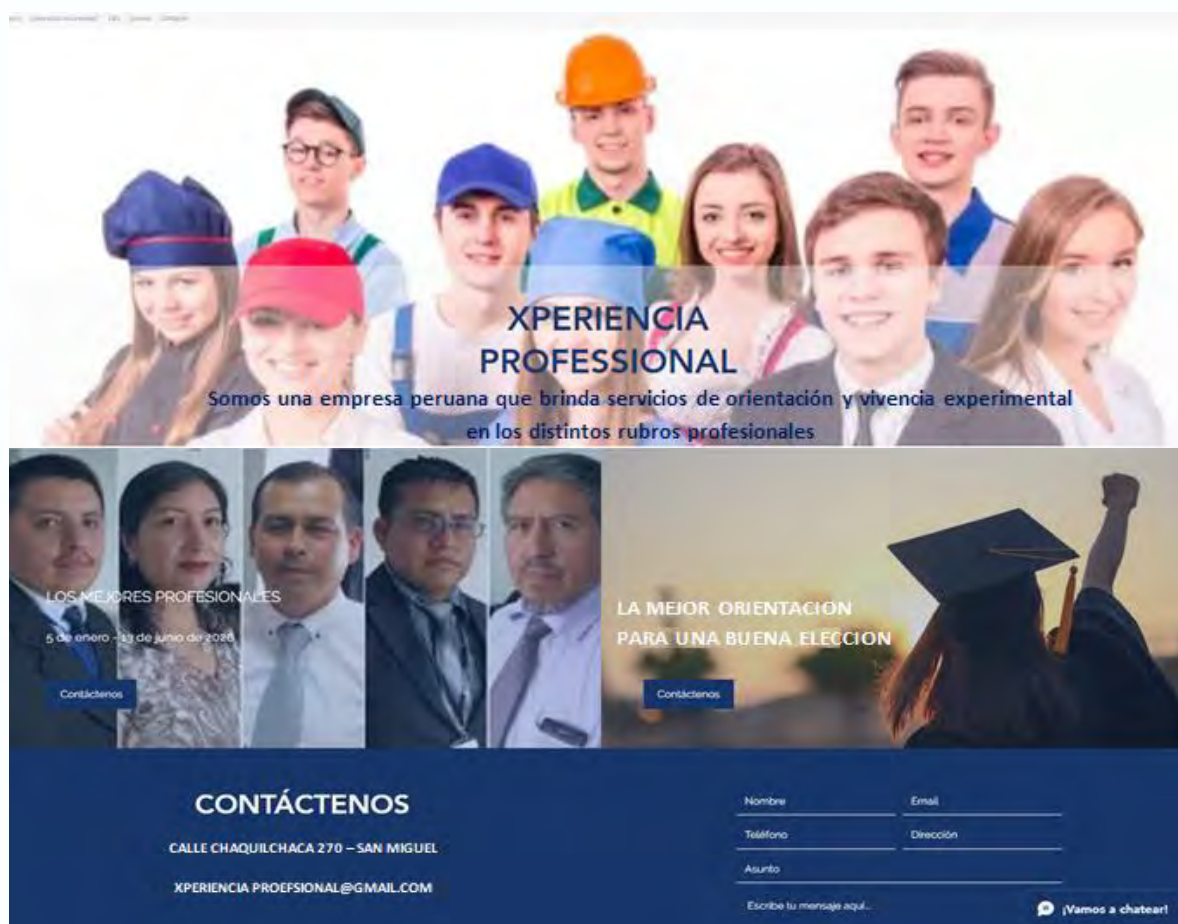 XPERIENCIA
PROFESSIONAL
Somos una empresa peruana que brinda servicios de orientación y vivencia experimental
en los distintos rubros profesionales
LOS MEJORES PROFESIONALES
5 de enero - 13 de junio de 2026
Contáctenos
LA MEJOR ORIENTACION
PARA UNA BUENA ELECCION
Contáctenos
CONTÁCTENOS
CALLE CHAQUILCHACA 270 – SAN MIGUEL
XPERIENCIA PROEFSIONAL@GMAIL.COM
Nombre
Email
Teléfono
Dirección
Asunto
Escribe tu mensaje aquí...
¡Vamos a chatear!